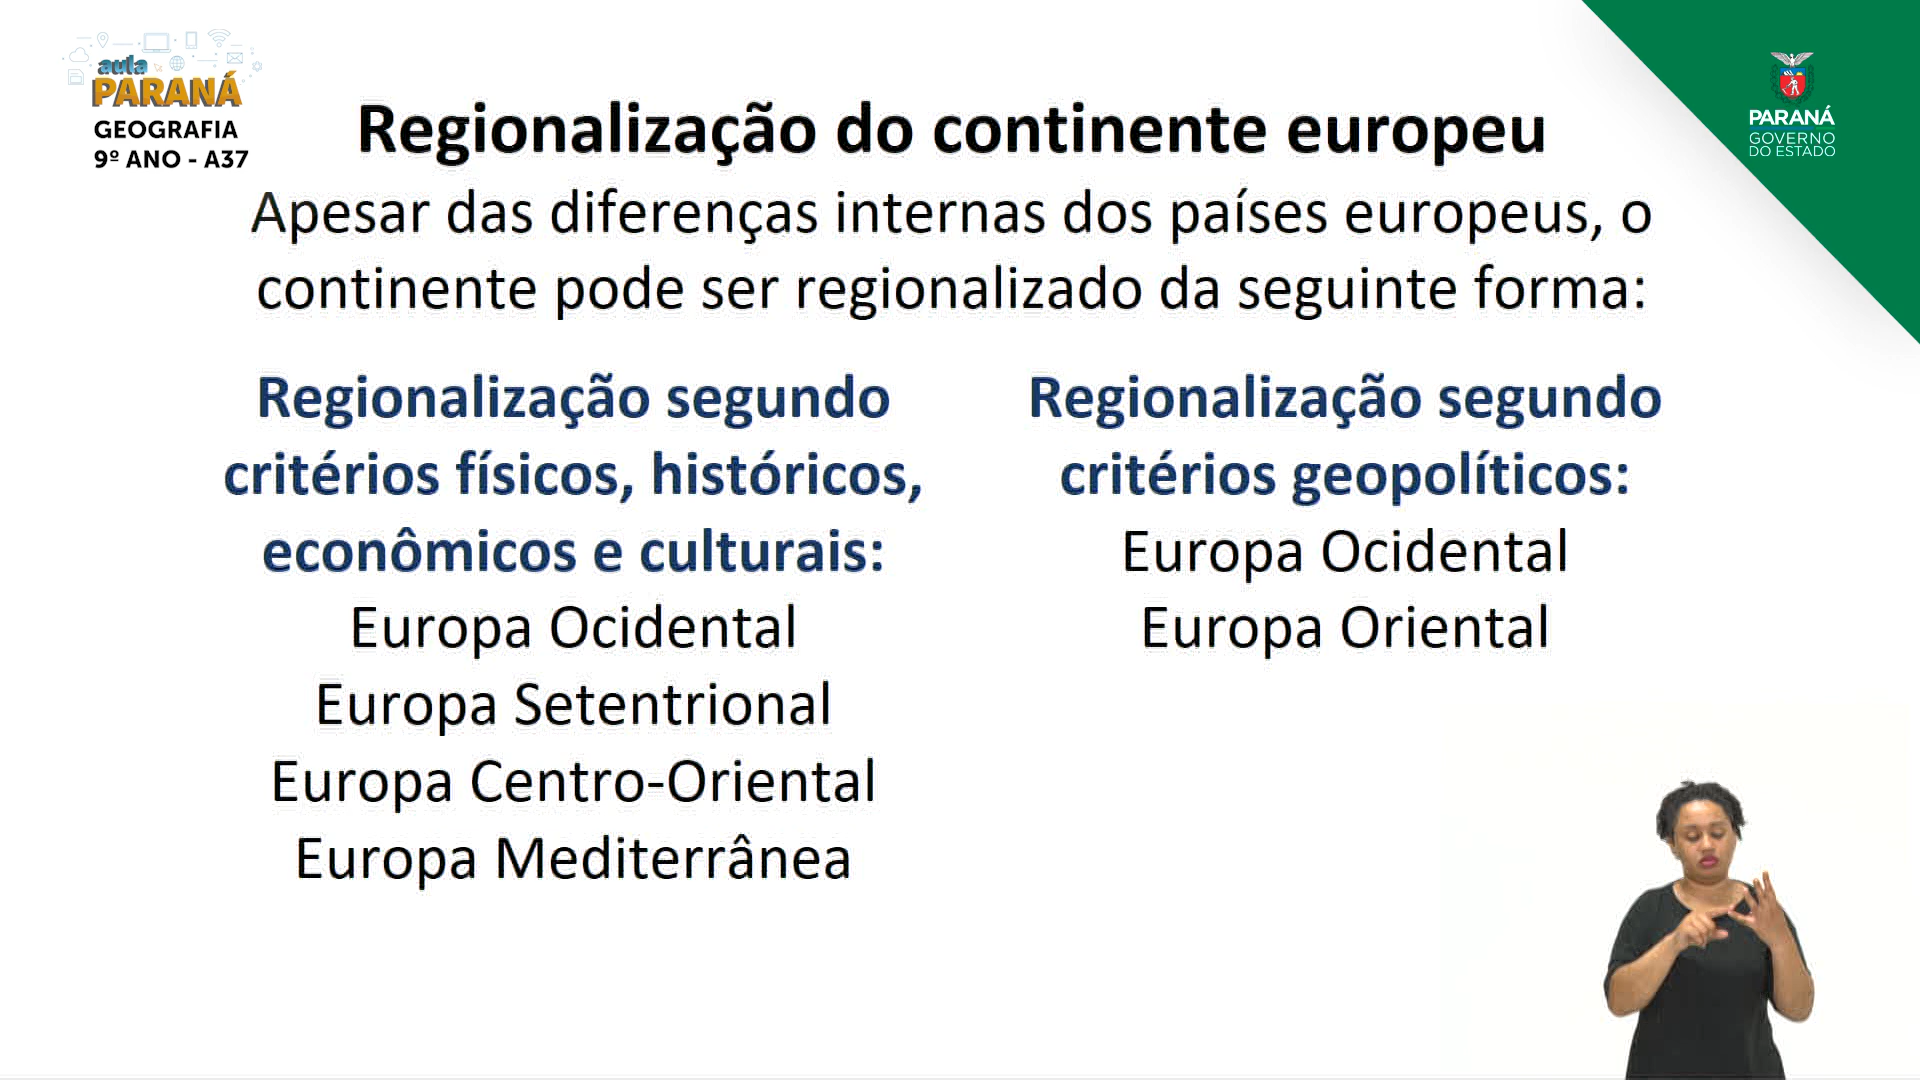 aula
PARANÁ
GEOGRAFIA
9º ANO - A37
PARANÁ
GOVERNO
DO ESTADO
Regionalização do continente europeu
Apesar das diferenças internas dos países europeus, o
continente pode ser regionalizado da seguinte forma:
Regionalização segundo
critérios físicos, históricos,
econômicos e culturais:
Europa Ocidental
Europa Setentrional
Europa Centro-Oriental
Europa Mediterrânea
Regionalização segundo
critérios geopolíticos:
Europa Ocidental
Europa Oriental